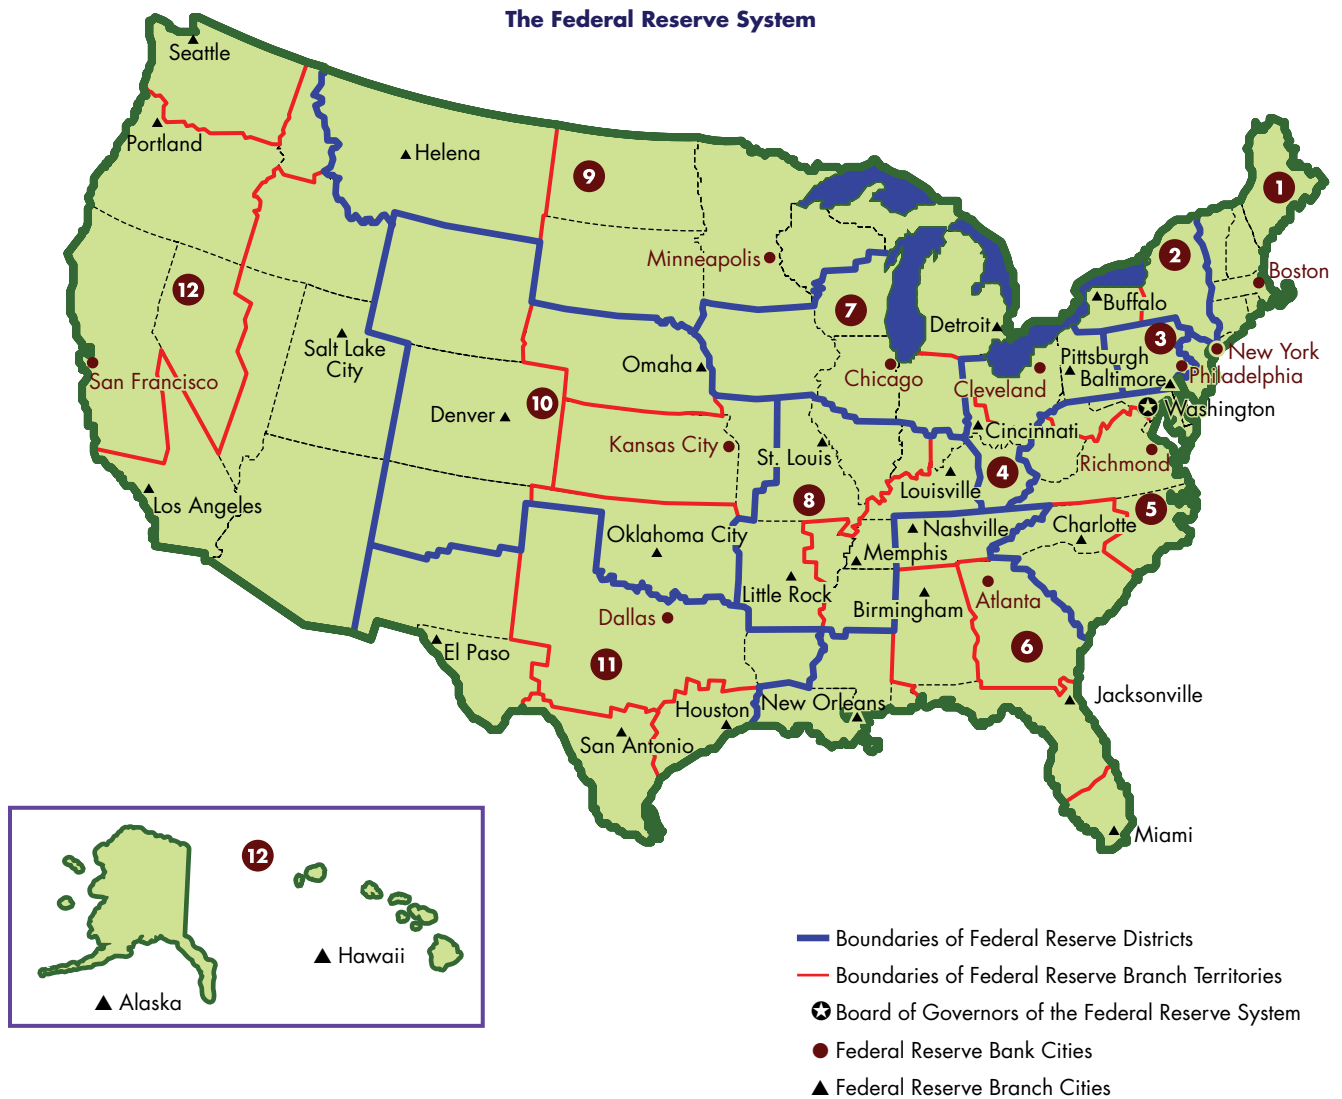 The Federal Reserve System
Seattle
Portland
Helena
9
1
Minneapolis
2
Boston
12
7
Buffalo
Detroit
3
Salt Lake
City
Omaha
Chicago
Cleveland
Pittsburgh
New York
San Francisco
Baltimore
Philadelphia
Denver
10
Washington
Kansas City
St. Louis
Cincinnati
Richmond
4
Louisville
Los Angeles
8
5
Oklahoma City
Nashville
Charlotte
Memphis
Little Rock
Birmingham
Atlanta
Dallas
El Paso
11
6
Jacksonville
Houston
New Orleans
San Antonio
Miami
12
Hawaii
Alaska
Boundaries of Federal Reserve Districts
Boundaries of Federal Reserve Branch Territories
Board of Governors of the Federal Reserve System
Federal Reserve Bank Cities
Federal Reserve Branch Cities